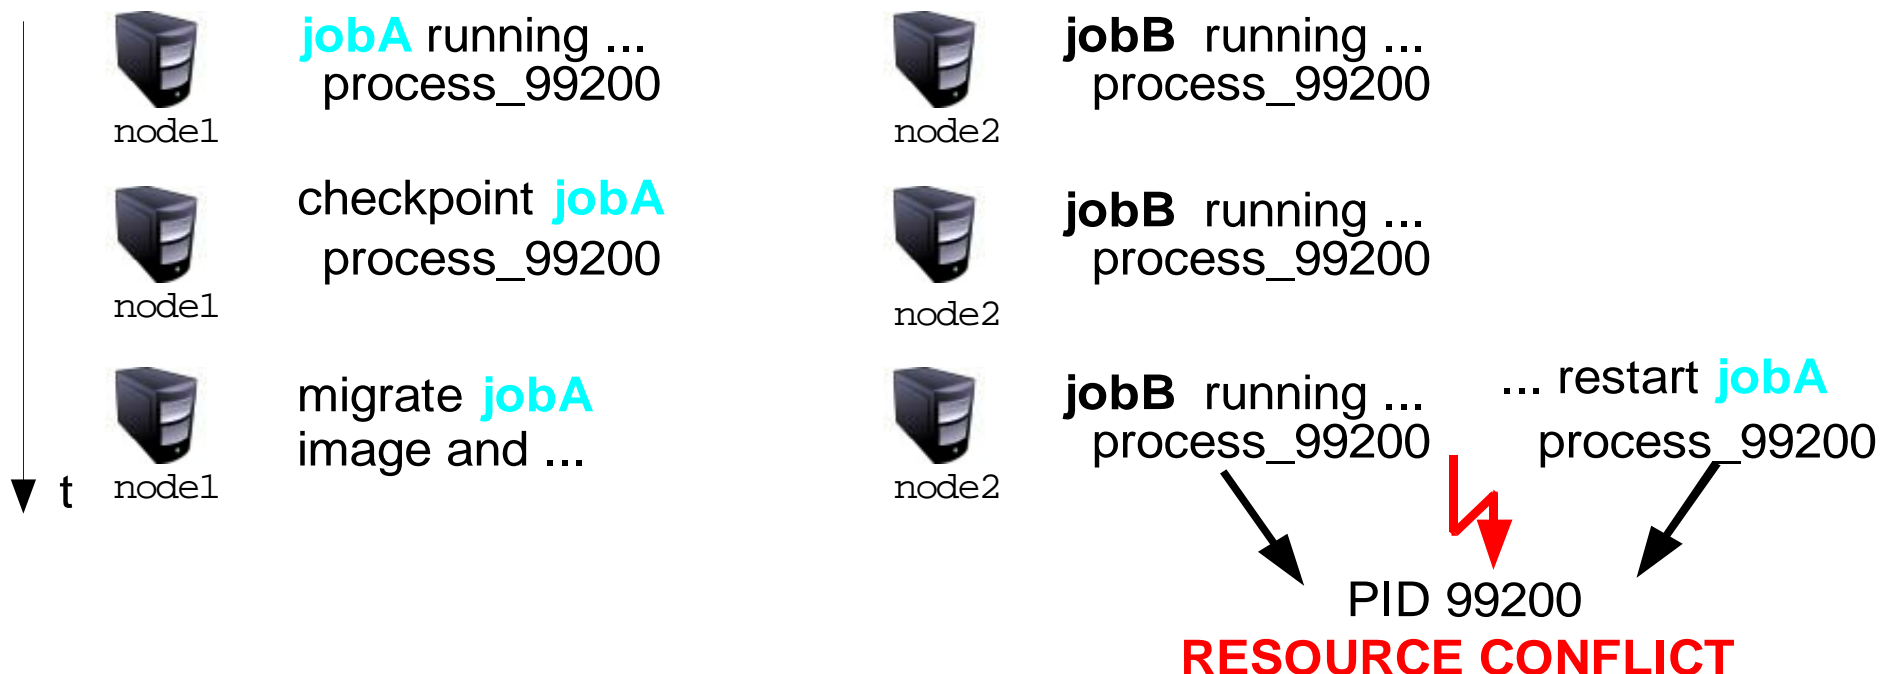 jobA running ...
process_99200
node1
jobB running ...
process_99200
node2
checkpoint jobA
process_99200
node1
jobB running ...
process_99200
node2
migrate jobA
image and ...
node1
jobB running ...
process_99200
node2
... restart jobA
process_99200
t
PID 99200
RESOURCE CONFLICT